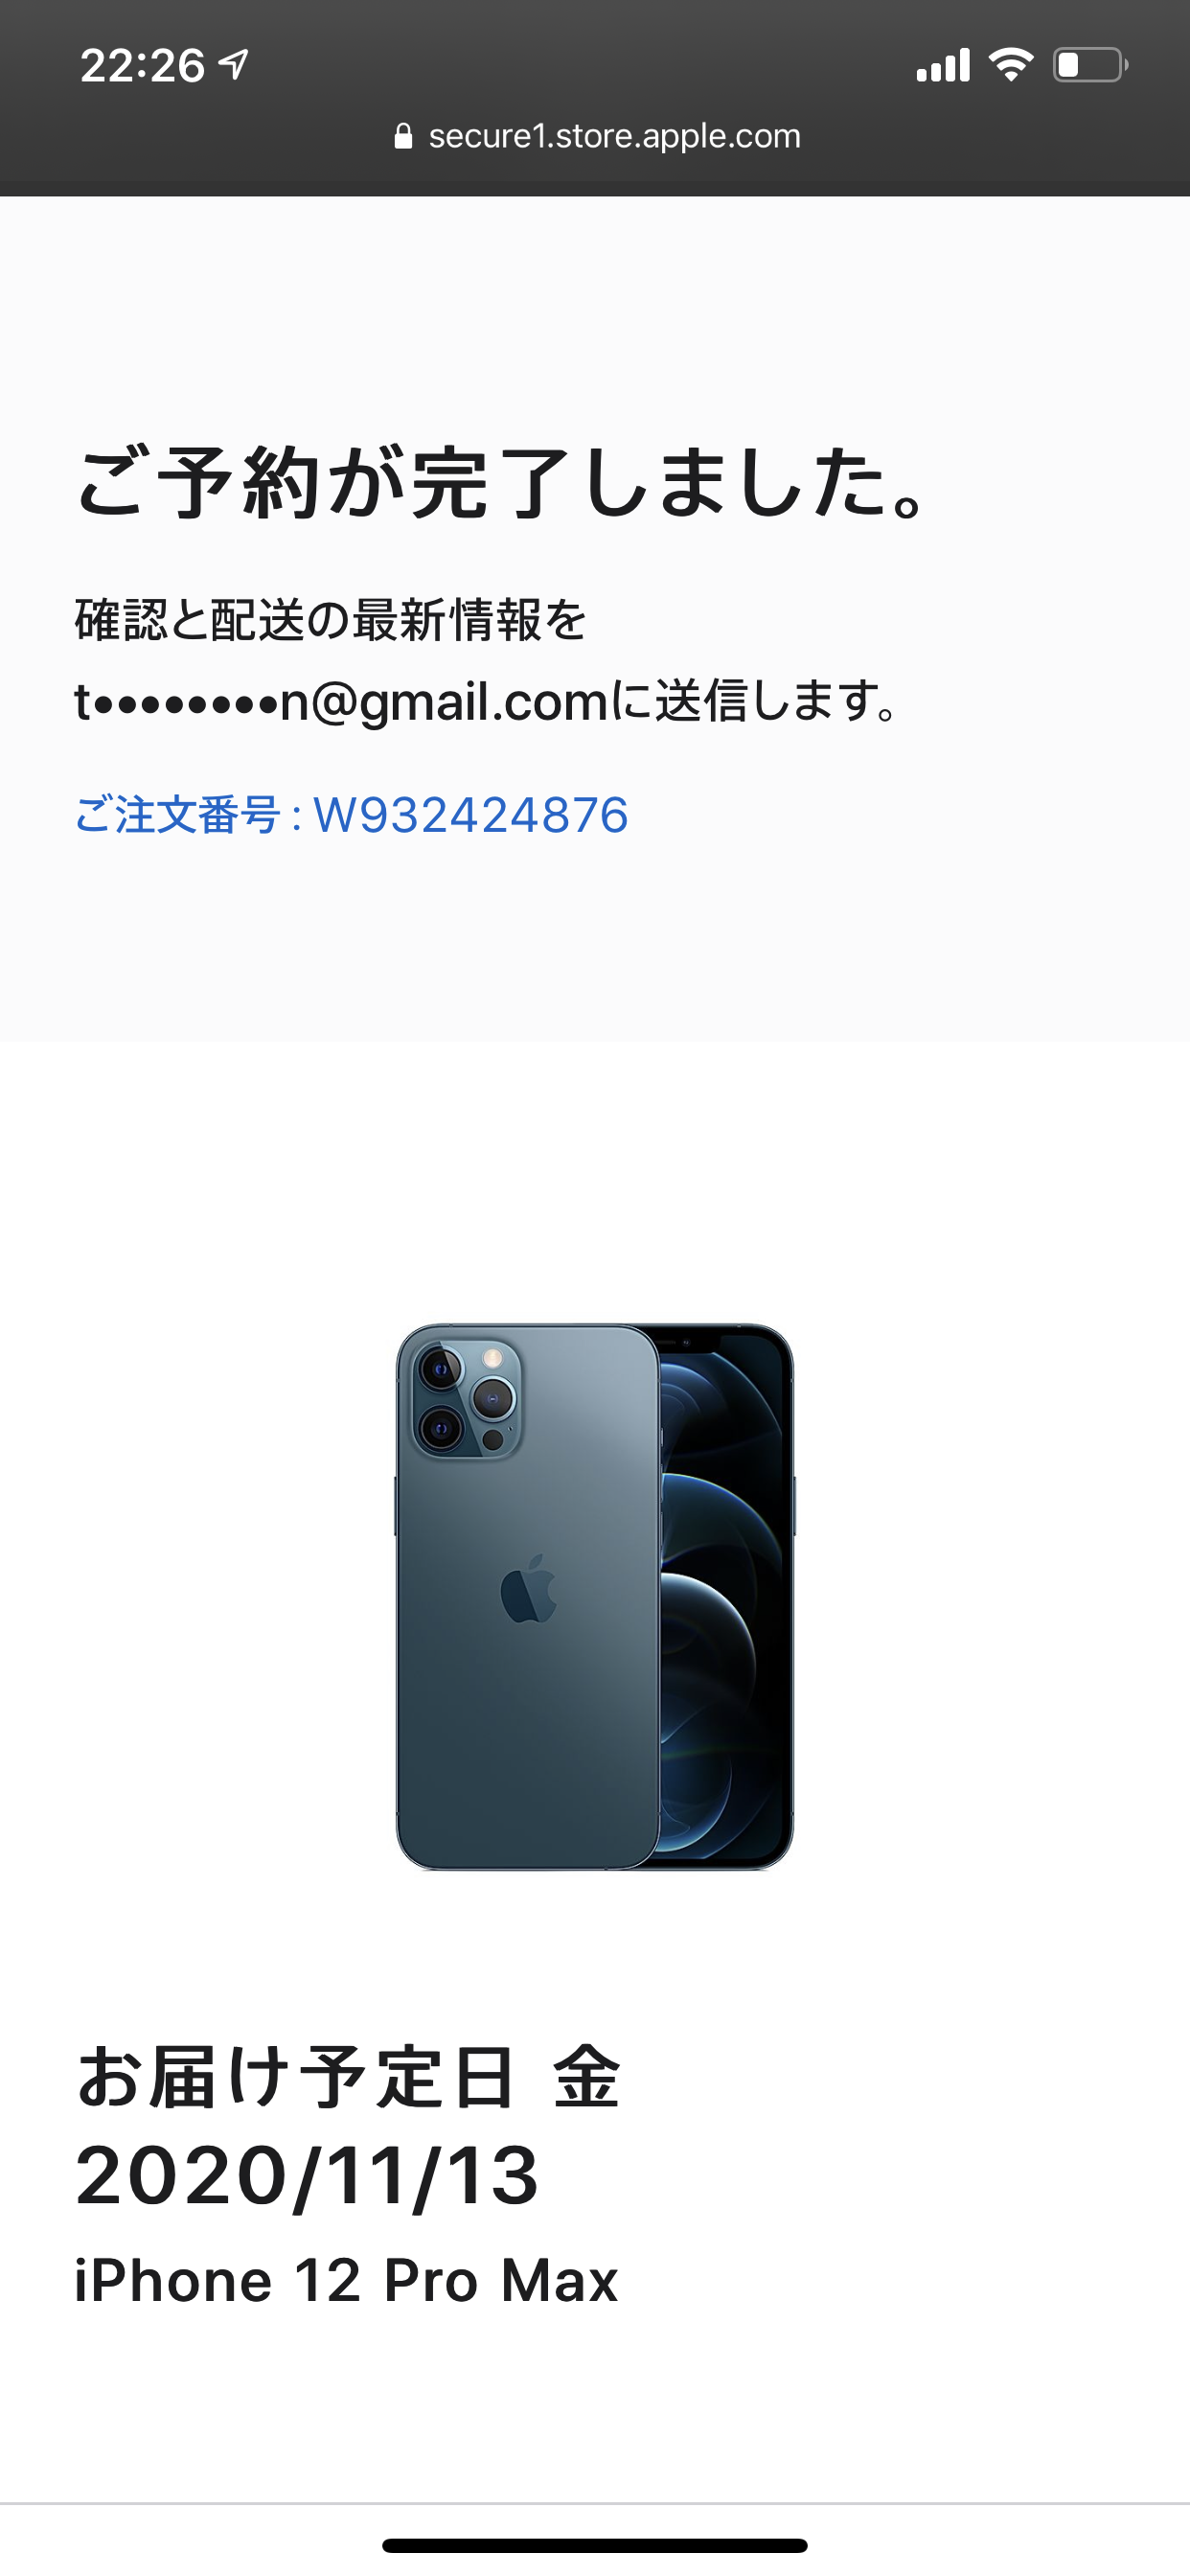 22:26
secure1.store.apple.com
ご予約が完了しました。
確認と配送の最新情報を
t••••••••n@gmail.comに送信します。
ご注文番号 : W932424876
お届け予定日 金
2020/11/13
iPhone 12 Pro Max